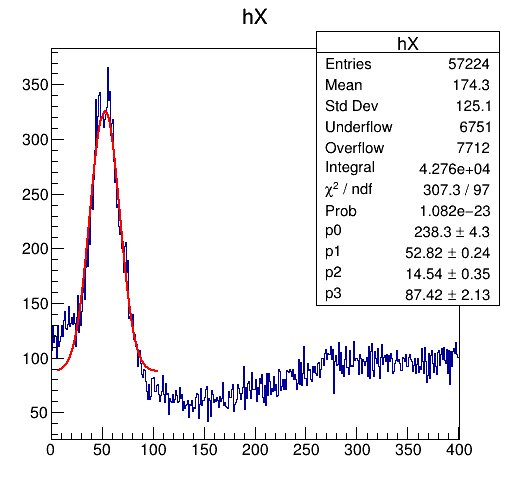 hX
hX
Entries 57224
Mean 174.3
Std Dev 125.1
Underflow 6751
Overflow 7712
Integral 4.276e+04
χ² / ndf 307.3 / 97
Prob 1.082e−23
p0 238.3 ± 4.3
p1 52.82 ± 0.24
p2 14.54 ± 0.35
p3 87.42 ± 2.13
350
300
250
200
150
100
50
0 50 100 150 200 250 300 350 400